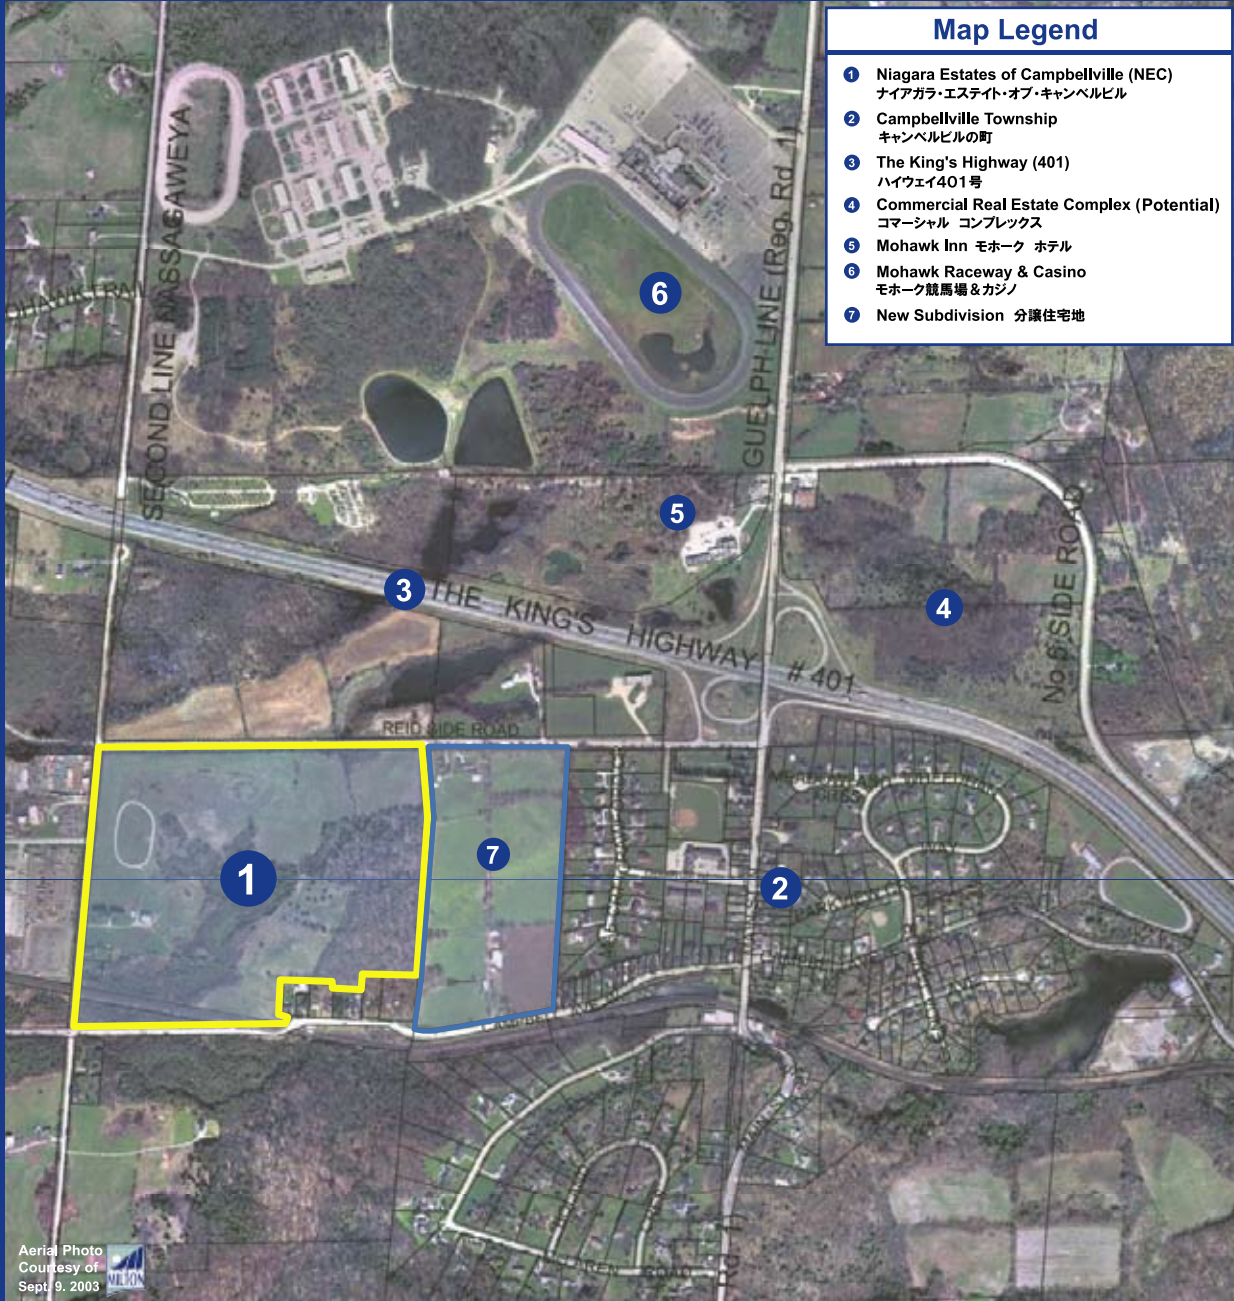 Map Legend
1 Niagara Estates of Campbellville (NEC)
ナイアガラ・エステイト・オブ・キャンベルビル
2 Campbellville Township
キャンベルビルの町
3 The King's Highway (401)
ハイウェイ401号
4 Commercial Real Estate Complex (Potential)
コマーシャル コンプレックス
5 Mohawk Inn モホーク ホテル
6 Mohawk Raceway & Casino
モホーク競馬場&カジノ
7 New Subdivision 分譲住宅地
SECOND LINE NASSAGAWEYA
GUELPH LINE (Reg. Rd. 1)
6
5
3
THE KING'S HIGHWAY # 401
4
No 6 SIDE ROAD
REID SIDE ROAD
1
7
2
MAIN
ROAD
Aerial Photo
Courtesy of
Sept. 9. 2003
MILTON